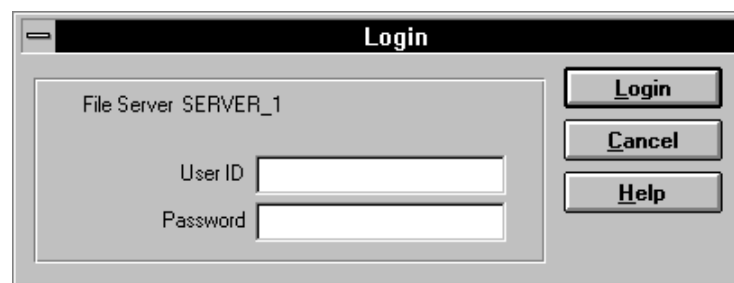 Login
File Server SERVER_1
User ID
Password
Login
Cancel
Help